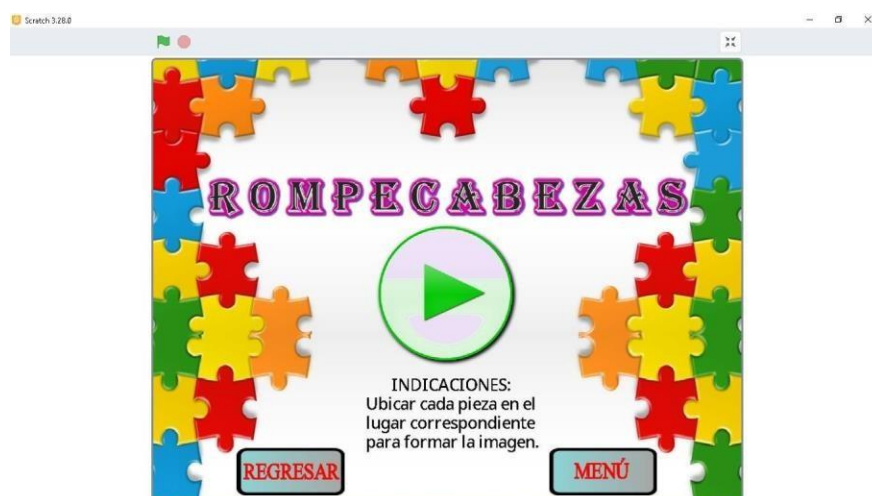 Scratch 3.28.0
ROMPECABEZAS
INDICACIONES:
Ubicar cada pieza en el
lugar correspondiente
para formar la imagen.
REGRESAR
MENÚ